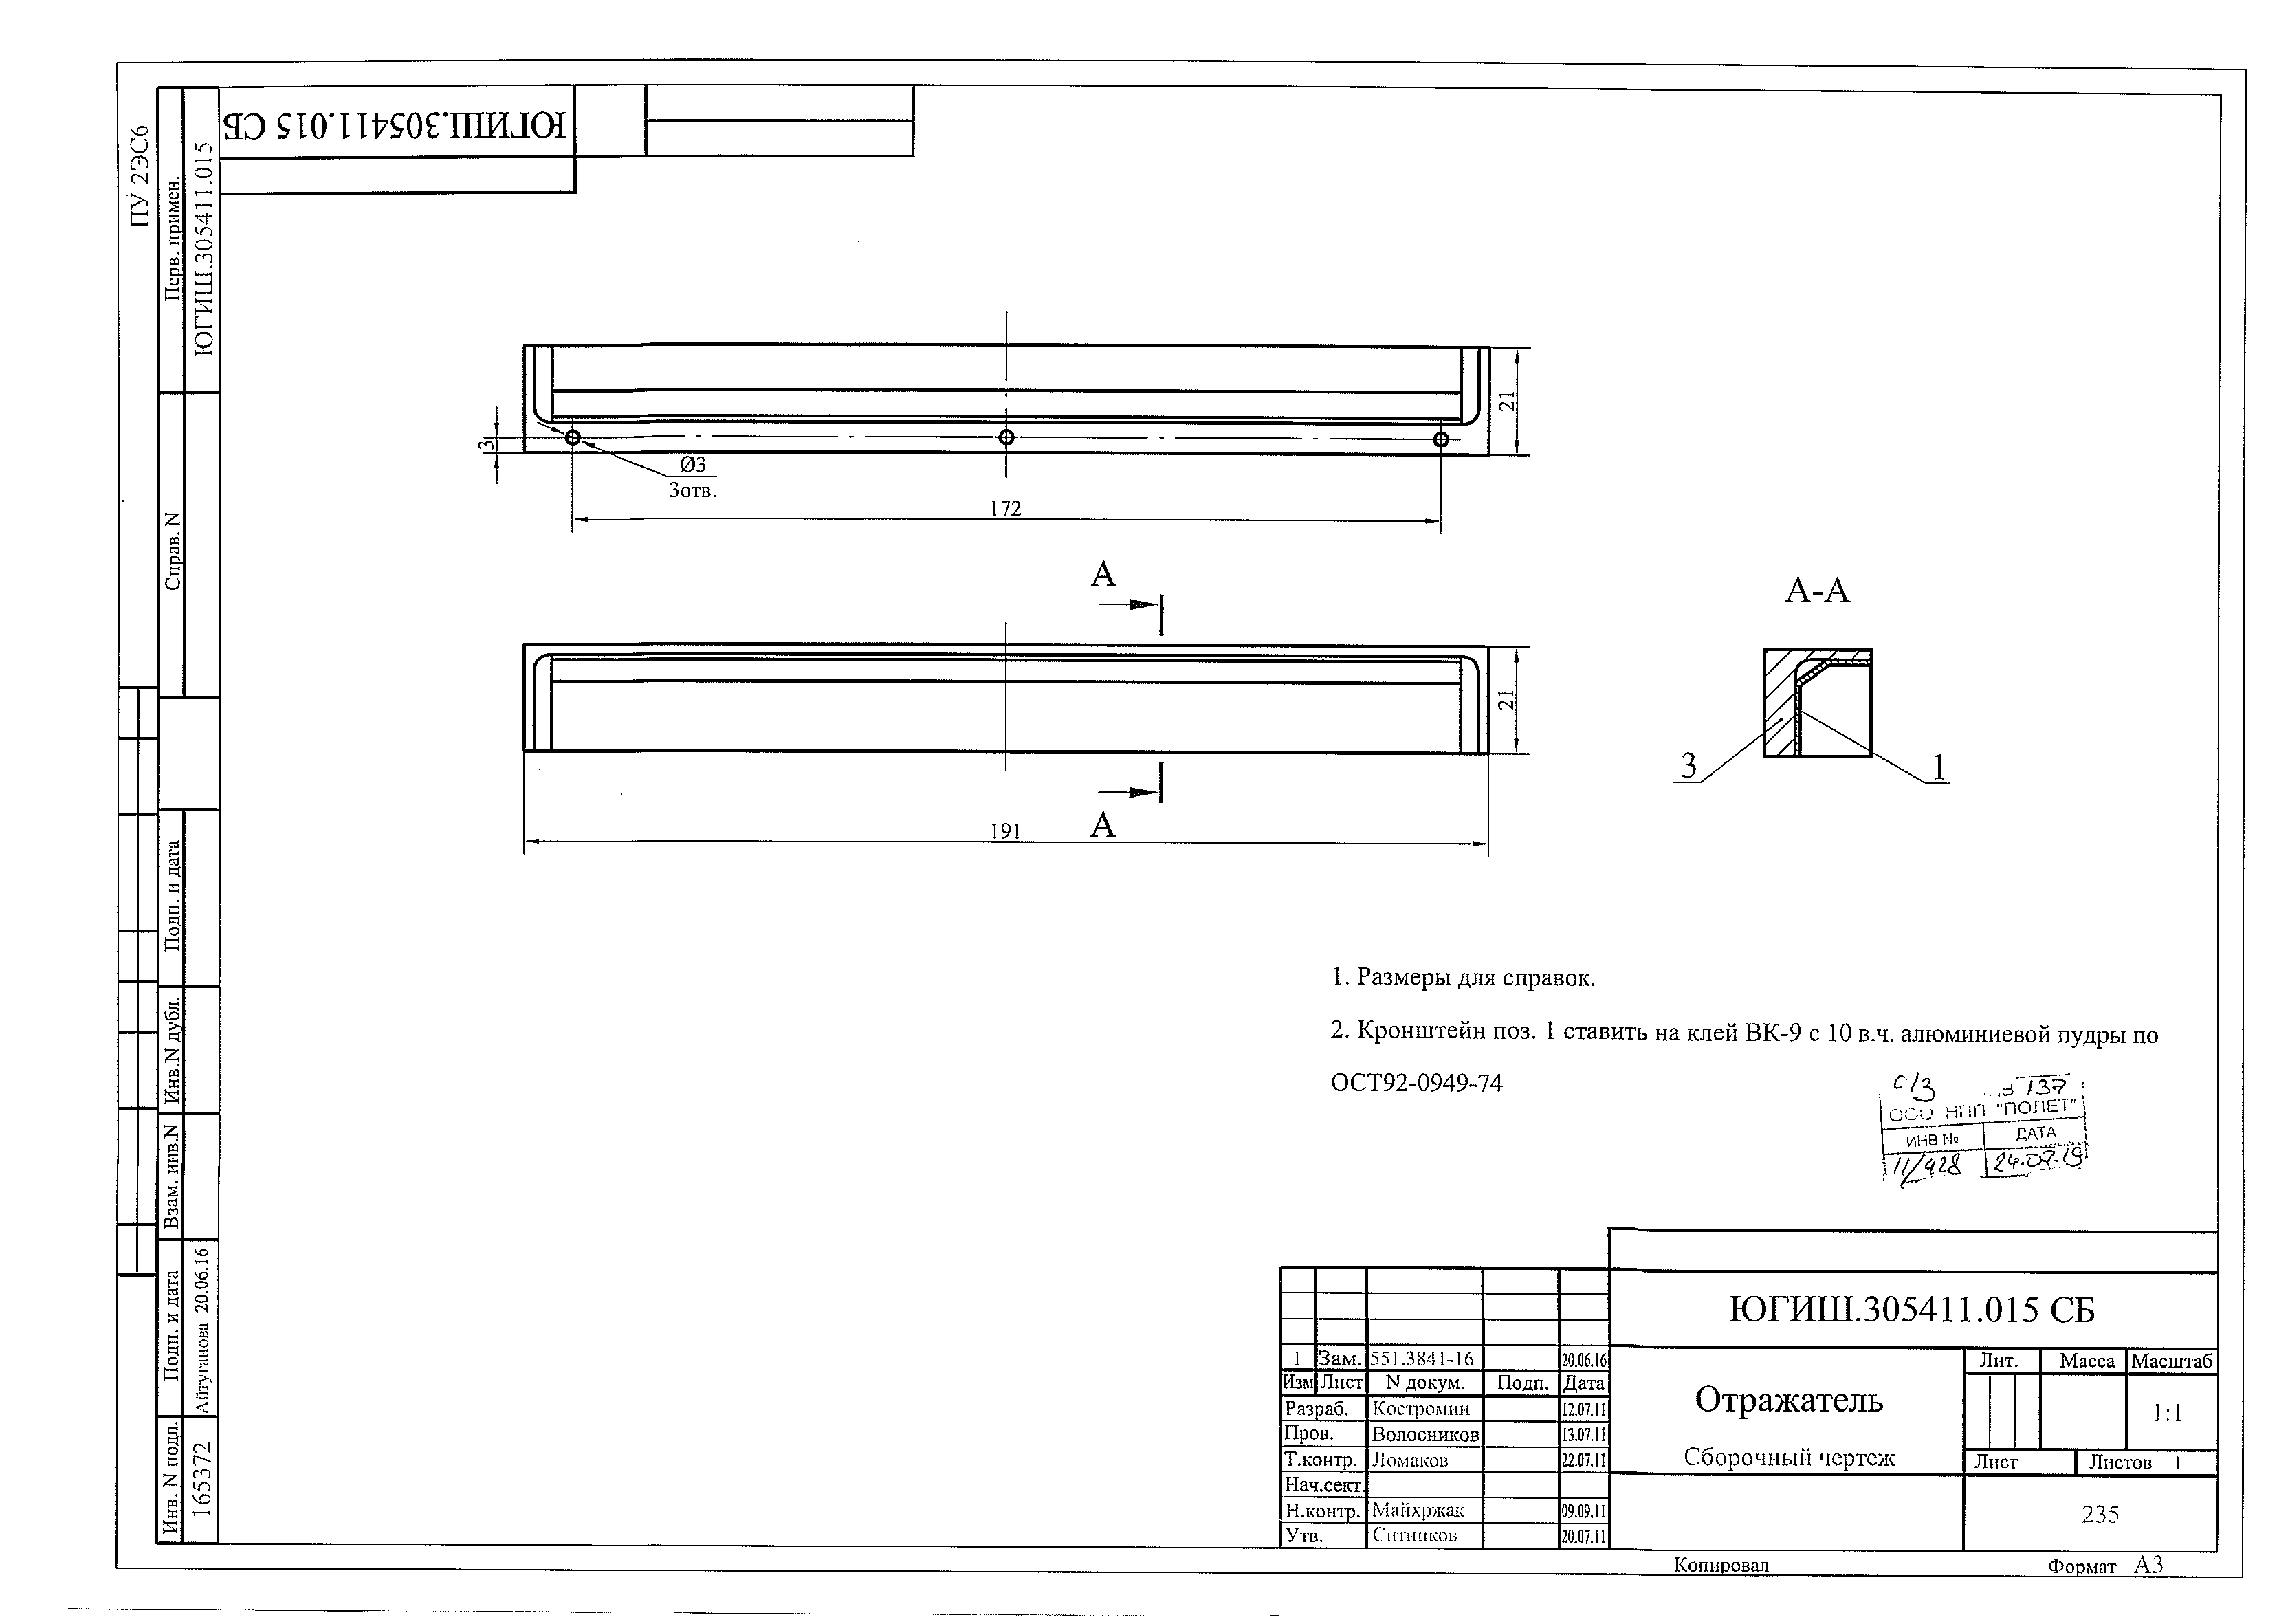 ПУ 2ЭС6
Перв. примен.
ЮГИШ.305411.015
ЮГИШ.305411.015 СБ
Справ. N
Подп. и дата
Инв.N дубл.
Взам. инв.N
Подп. и дата
Айтуганова 20.06.16
Инв. N подл.
165372
21
3
Ø3
3отв.
172
А
А-А
21
3
1
191
А
1. Размеры для справок.
2. Кронштейн поз. 1 ставить на клей ВК-9 с 10 в.ч. алюминиевой пудры по
ОСТ92-0949-74
с/з 137
ООО НПП "ПОЛЕТ"
ИНВ № ДАТА
11/428 24.07.19
ЮГИШ.305411.015 СБ
1 Зам. 551.3841-16 20.06.16
Изм Лист N докум. Подп. Дата
Разраб. Костромин 12.07.11
Пров. Волосников 13.07.11
Т.контр. Ломаков 22.07.11
Нач.сект.
Н.контр. Майхржак 09.09.11
Утв. Ситников 20.07.11
Отражатель
Сборочный чертеж
Лит. Масса Масштаб
1:1
Лист Листов 1
235
Копировал Формат А3